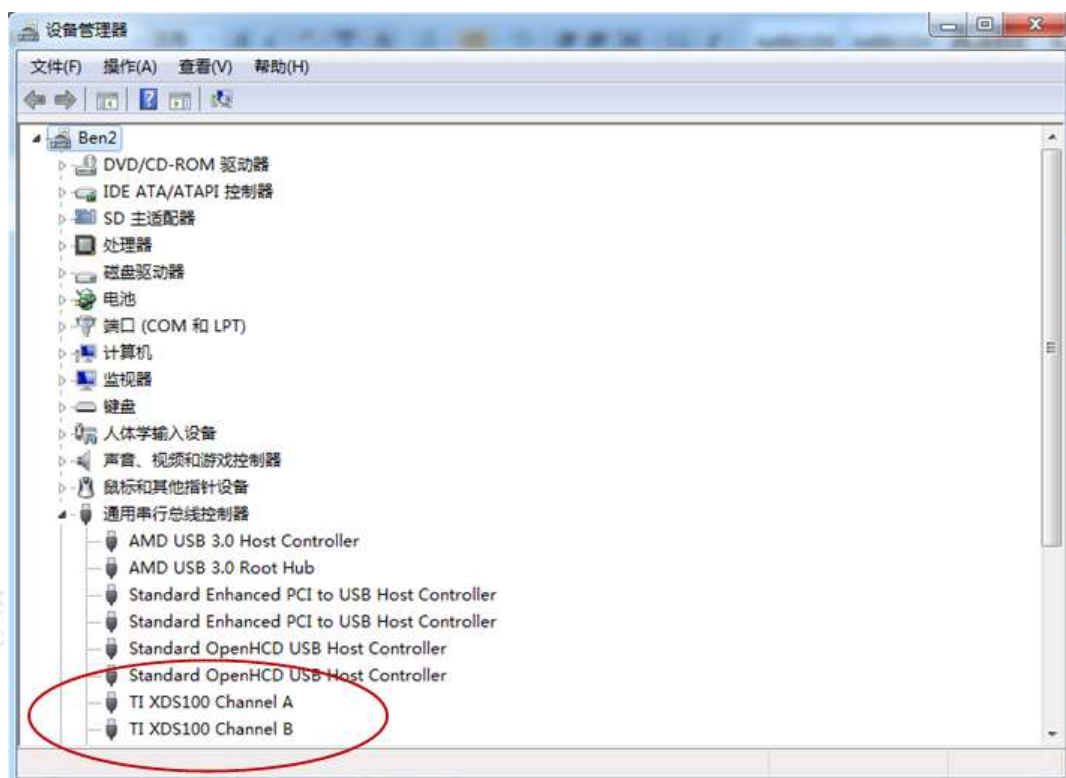 设备管理器
文件(F) 操作(A) 查看(V) 帮助(H)
Ben2
DVD/CD-ROM 驱动器
IDE ATA/ATAPI 控制器
SD 主适配器
处理器
磁盘驱动器
电池
端口 (COM 和 LPT)
计算机
监视器
键盘
人体学输入设备
声音、视频和游戏控制器
鼠标和其他指针设备
通用串行总线控制器
AMD USB 3.0 Host Controller
AMD USB 3.0 Root Hub
Standard Enhanced PCI to USB Host Controller
Standard Enhanced PCI to USB Host Controller
Standard OpenHCD USB Host Controller
Standard OpenHCD USB Host Controller
TI XDS100 Channel A
TI XDS100 Channel B